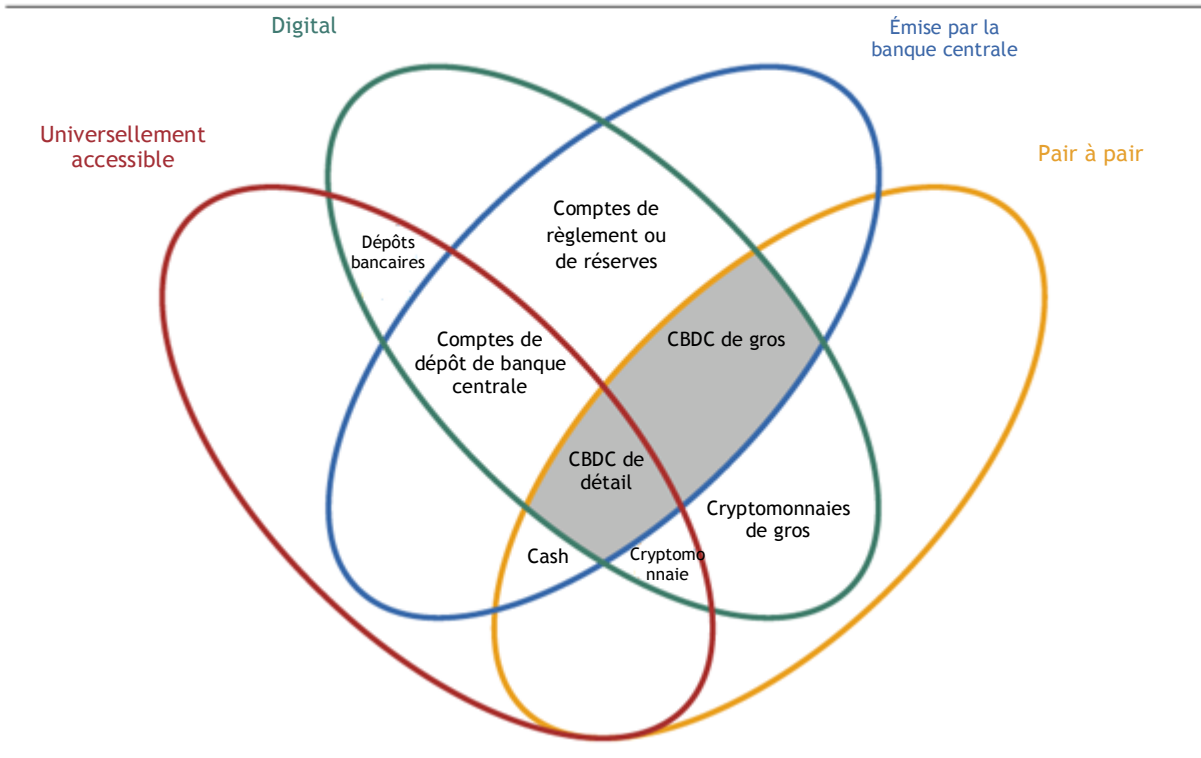 Digital
Émise par la
banque centrale
Universellement
accessible
Pair à pair
Comptes de
règlement ou
de réserves
Dépôts
bancaires
Comptes de
dépôt de banque
centrale
CBDC de gros
CBDC de
détail
Cryptomonnaies
de gros
Cash
Cryptomo
nnaie